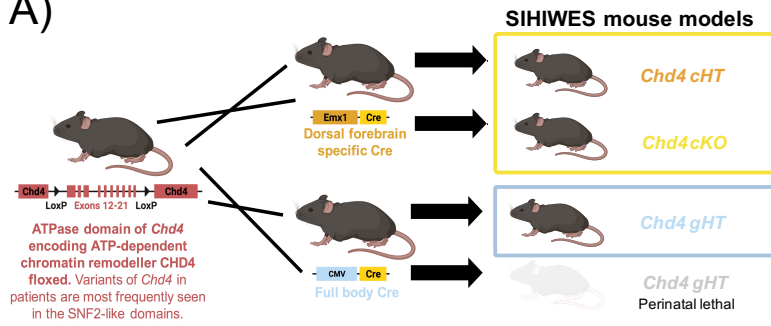 A)
SIHIWES mouse models
Chd4 cHT
Emx1 Cre
Dorsal forebrain
specific Cre
Chd4 cKO
Chd4 Chd4
LoxP Exons 12-21 LoxP
ATPase domain of Chd4
encoding ATP-dependent
chromatin remodeller CHD4
floxed. Variants of Chd4 in
patients are most frequently seen
in the SNF2-like domains.
Chd4 gHT
CMV Cre
Full body Cre
Chd4 gHT
Perinatal lethal